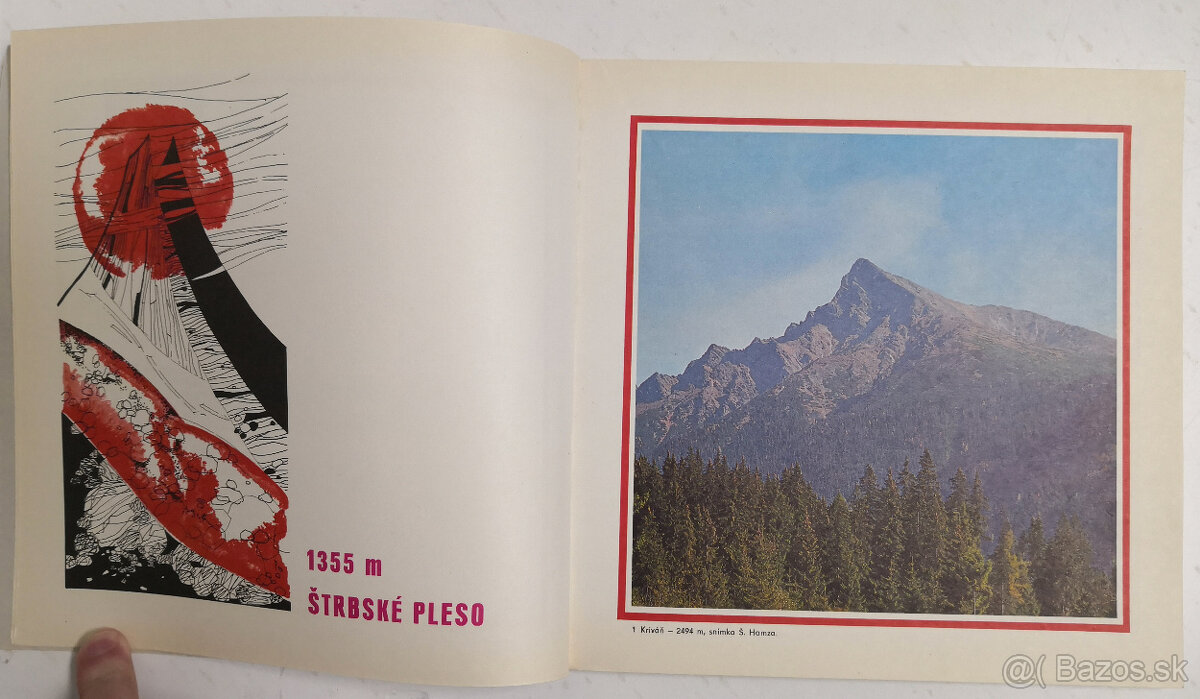 1355 m
ŠTRBSKÉ PLESO
1 Kriváň — 2494 m, snímka Š. Hamza.
@( Bazos.sk